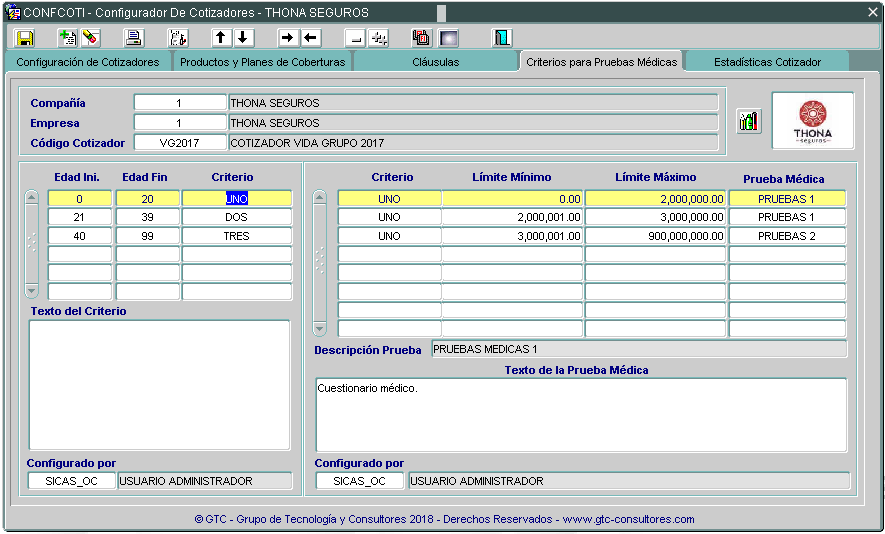 CONFCOTI - Configurador De Cotizadores - THONA SEGUROS
Configuración de Cotizadores
Productos y Planes de Coberturas
Cláusulas
Criterios para Pruebas Médicas
Estadísticas Cotizador
Compañía 1 THONA SEGUROS
Empresa 1 THONA SEGUROS
Código Cotizador VG2017 COTIZADOR VIDA GRUPO 2017
THONA
seguros
Edad Ini. Edad Fin Criterio
0 20 UNO
21 39 DOS
40 99 TRES
Texto del Criterio
Configurado por
SICAS_OC USUARIO ADMINISTRADOR
Criterio Límite Mínimo Límite Máximo Prueba Médica
UNO 0.00 2,000,000.00 PRUEBAS 1
UNO 2,000,001.00 3,000,000.00 PRUEBAS 1
UNO 3,000,001.00 900,000,000.00 PRUEBAS 2
Descripción Prueba PRUEBAS MEDICAS 1
Texto de la Prueba Médica
Cuestionario médico.
Configurado por
SICAS_OC USUARIO ADMINISTRADOR
© GTC - Grupo de Tecnología y Consultores 2018 - Derechos Reservados - www.gtc-consultores.com